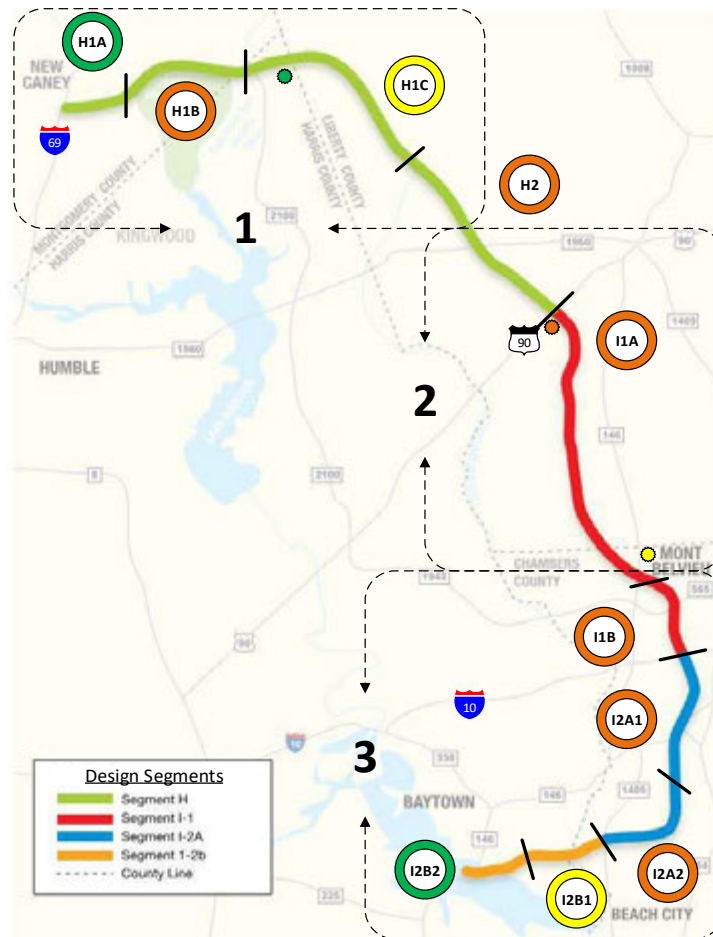 H1A
NEW
CANEY
H1C
1008
H1B
69
LIBERTY COUNTY
HARRIS COUNTY
MONTGOMERY COUNTY
HARRIS COUNTY
H2
2100
1
KINGWOOD
1960
90
1409
90
I1A
1960
HUMBLE
2
146
8
2100
MONT
BELVIEU
CHAMBERS
COUNTY
1942
565
I1B
90
10
I2A1
10
3
330
Design Segments
Segment H
Segment I-1
Segment I-2A
Segment 1-2b
County Line
BAYTOWN
146
1405
146
I2B2
I2A2
I2B1
BEACH CITY
225